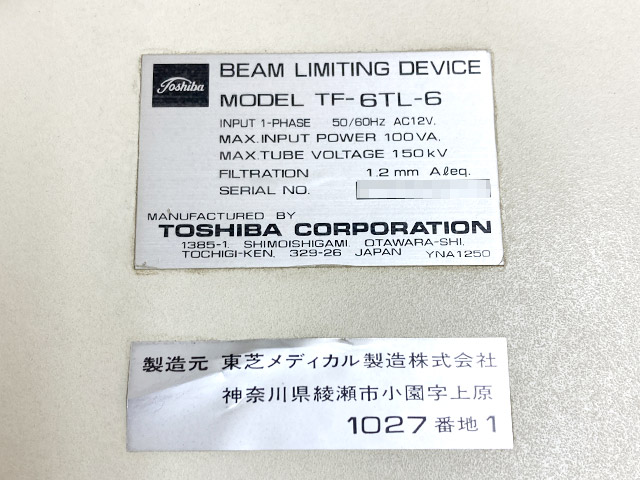 Toshiba
BEAM LIMITING DEVICE
MODEL TF-6TL-6
INPUT 1-PHASE 50/60Hz AC12V.
MAX.INPUT POWER 100VA.
MAX.TUBE VOLTAGE 150kV
FILTRATION 1.2mm Aℓeq.
SERIAL NO.
MANUFACTURED BY
TOSHIBA CORPORATION
1385-1. SHIMOISHIGAMI. OTAWARA-SHI.
TOCHIGI-KEN. 329-26 JAPAN YNA1250
製造元 東芝メディカル製造株式会社
神奈川県綾瀬市小園字上原
1027番地1